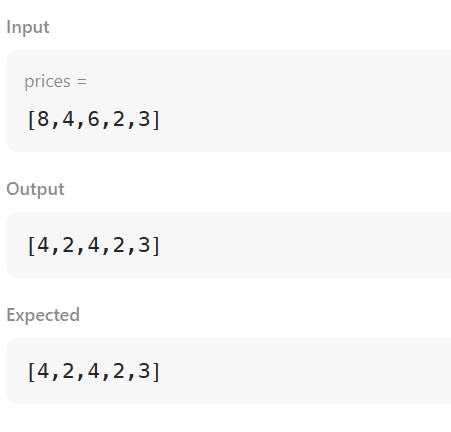 Input
prices =
[8,4,6,2,3]
Output
[4,2,4,2,3]
Expected
[4,2,4,2,3]